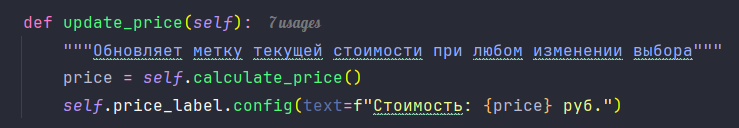 def update_price(self): 7 usages
"""Обновляет метку текущей стоимости при любом изменении выбора"""
price = self.calculate_price()
self.price_label.config(text=f"Стоимость: {price} руб.")